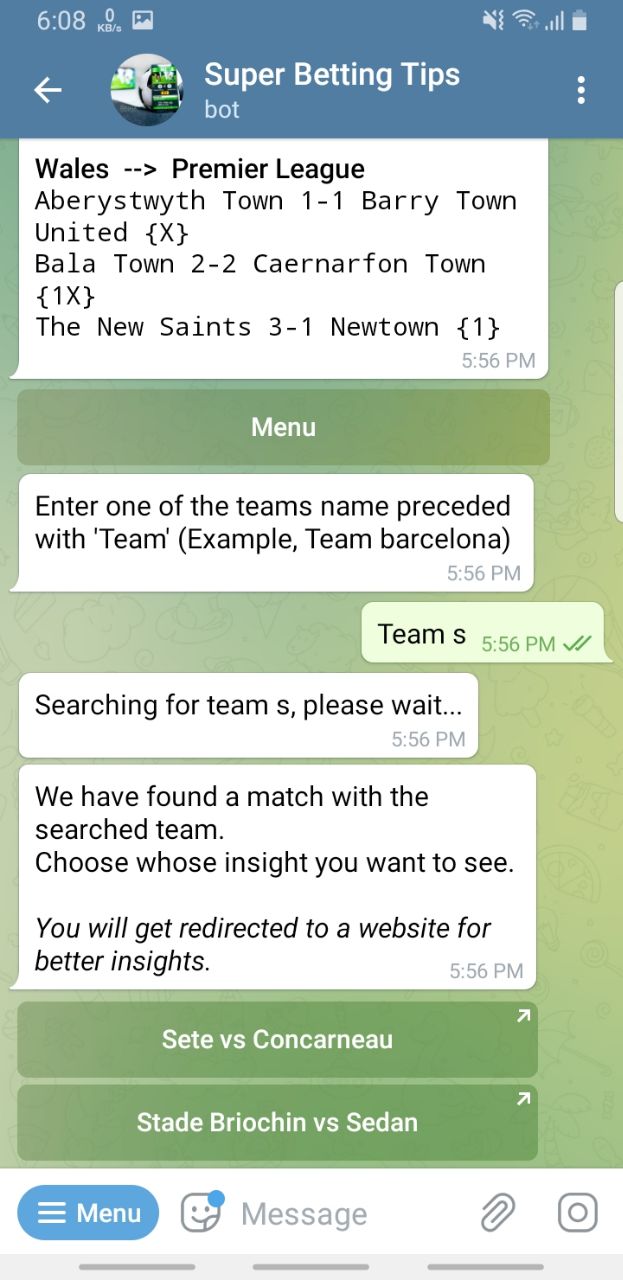 6:08 0 KB/s
Super Betting Tips
bot
Wales --> Premier League
Aberystwyth Town 1-1 Barry Town
United {X}
Bala Town 2-2 Caernarfon Town
{1X}
The New Saints 3-1 Newtown {1}
5:56 PM
Menu
Enter one of the teams name preceded
with 'Team' (Example, Team barcelona)
5:56 PM
Team s 5:56 PM
Searching for team s, please wait...
5:56 PM
We have found a match with the
searched team.
Choose whose insight you want to see.
You will get redirected to a website for
better insights.
5:56 PM
Sete vs Concarneau
Stade Briochin vs Sedan
Menu Message